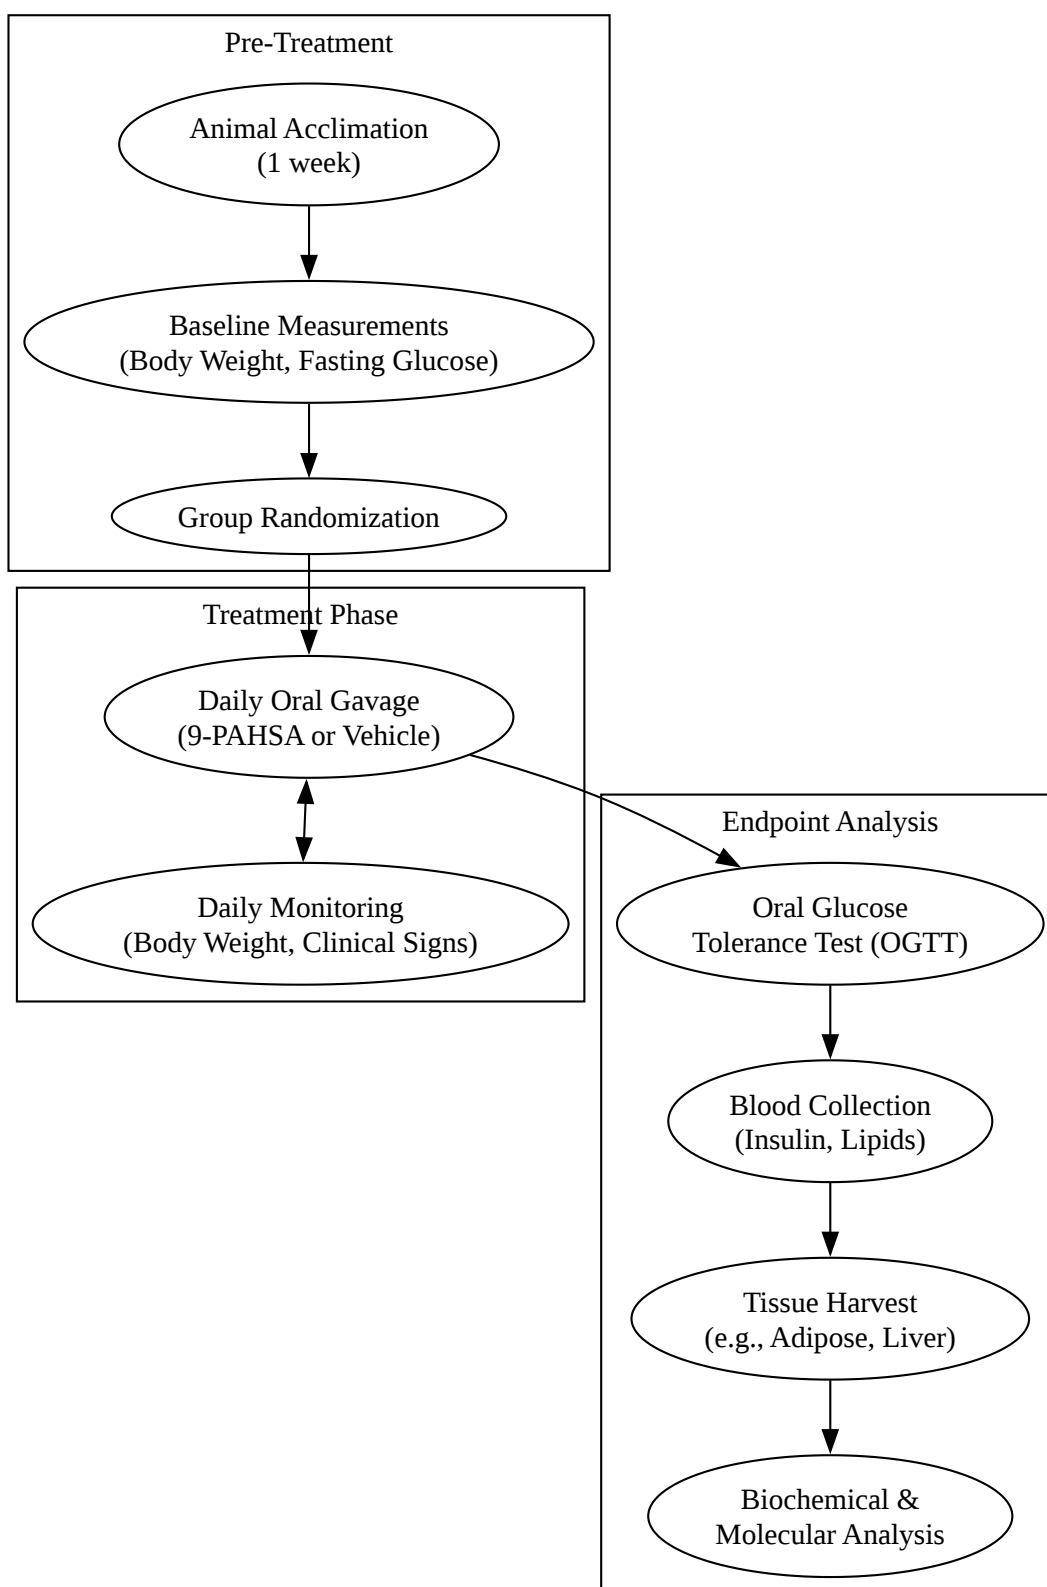 Pre-Treatment
Animal Acclimation
(1 week)
Baseline Measurements
(Body Weight, Fasting Glucose)
Group Randomization
Treatment Phase
Daily Oral Gavage
(9-PAHSA or Vehicle)
Daily Monitoring
(Body Weight, Clinical Signs)
Endpoint Analysis
Oral Glucose
Tolerance Test (OGTT)
Blood Collection
(Insulin, Lipids)
Tissue Harvest
(e.g., Adipose, Liver)
Biochemical &
Molecular Analysis